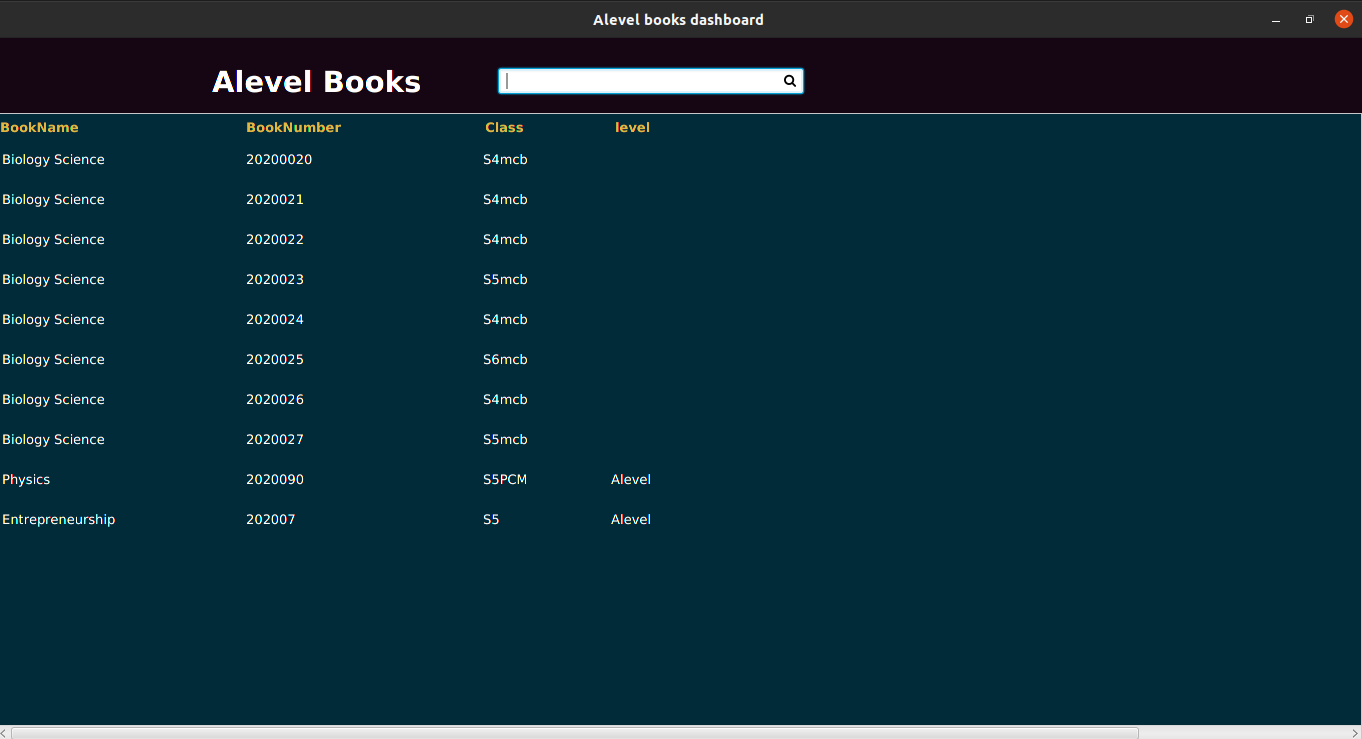 Alevel books dashboard
Alevel Books
BookName BookNumber Class level
Biology Science 20200020 S4mcb
Biology Science 2020021 S4mcb
Biology Science 2020022 S4mcb
Biology Science 2020023 S5mcb
Biology Science 2020024 S4mcb
Biology Science 2020025 S6mcb
Biology Science 2020026 S4mcb
Biology Science 2020027 S5mcb
Physics 2020090 S5PCM Alevel
Entrepreneurship 202007 S5 Alevel